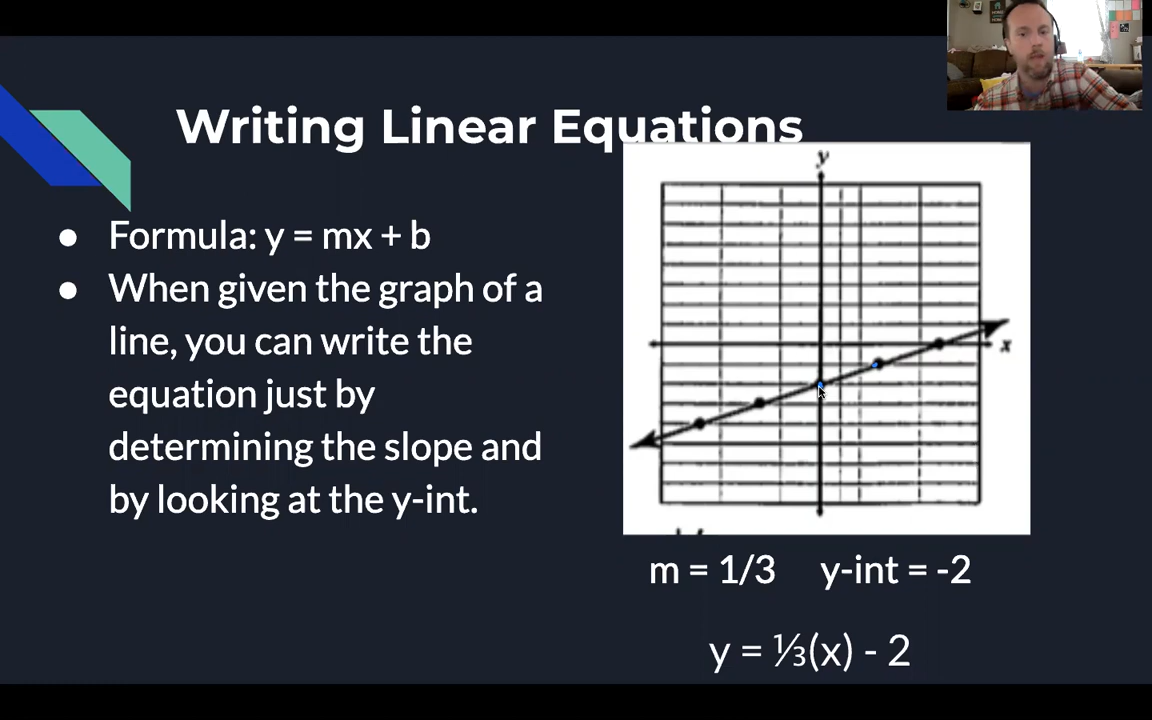 Writing Linear Equations
● Formula: y = mx + b
● When given the graph of a
line, you can write the
equation just by
determining the slope and
by looking at the y-int.
y
x
m = 1/3 y-int = -2
y = ⅓(x) - 2